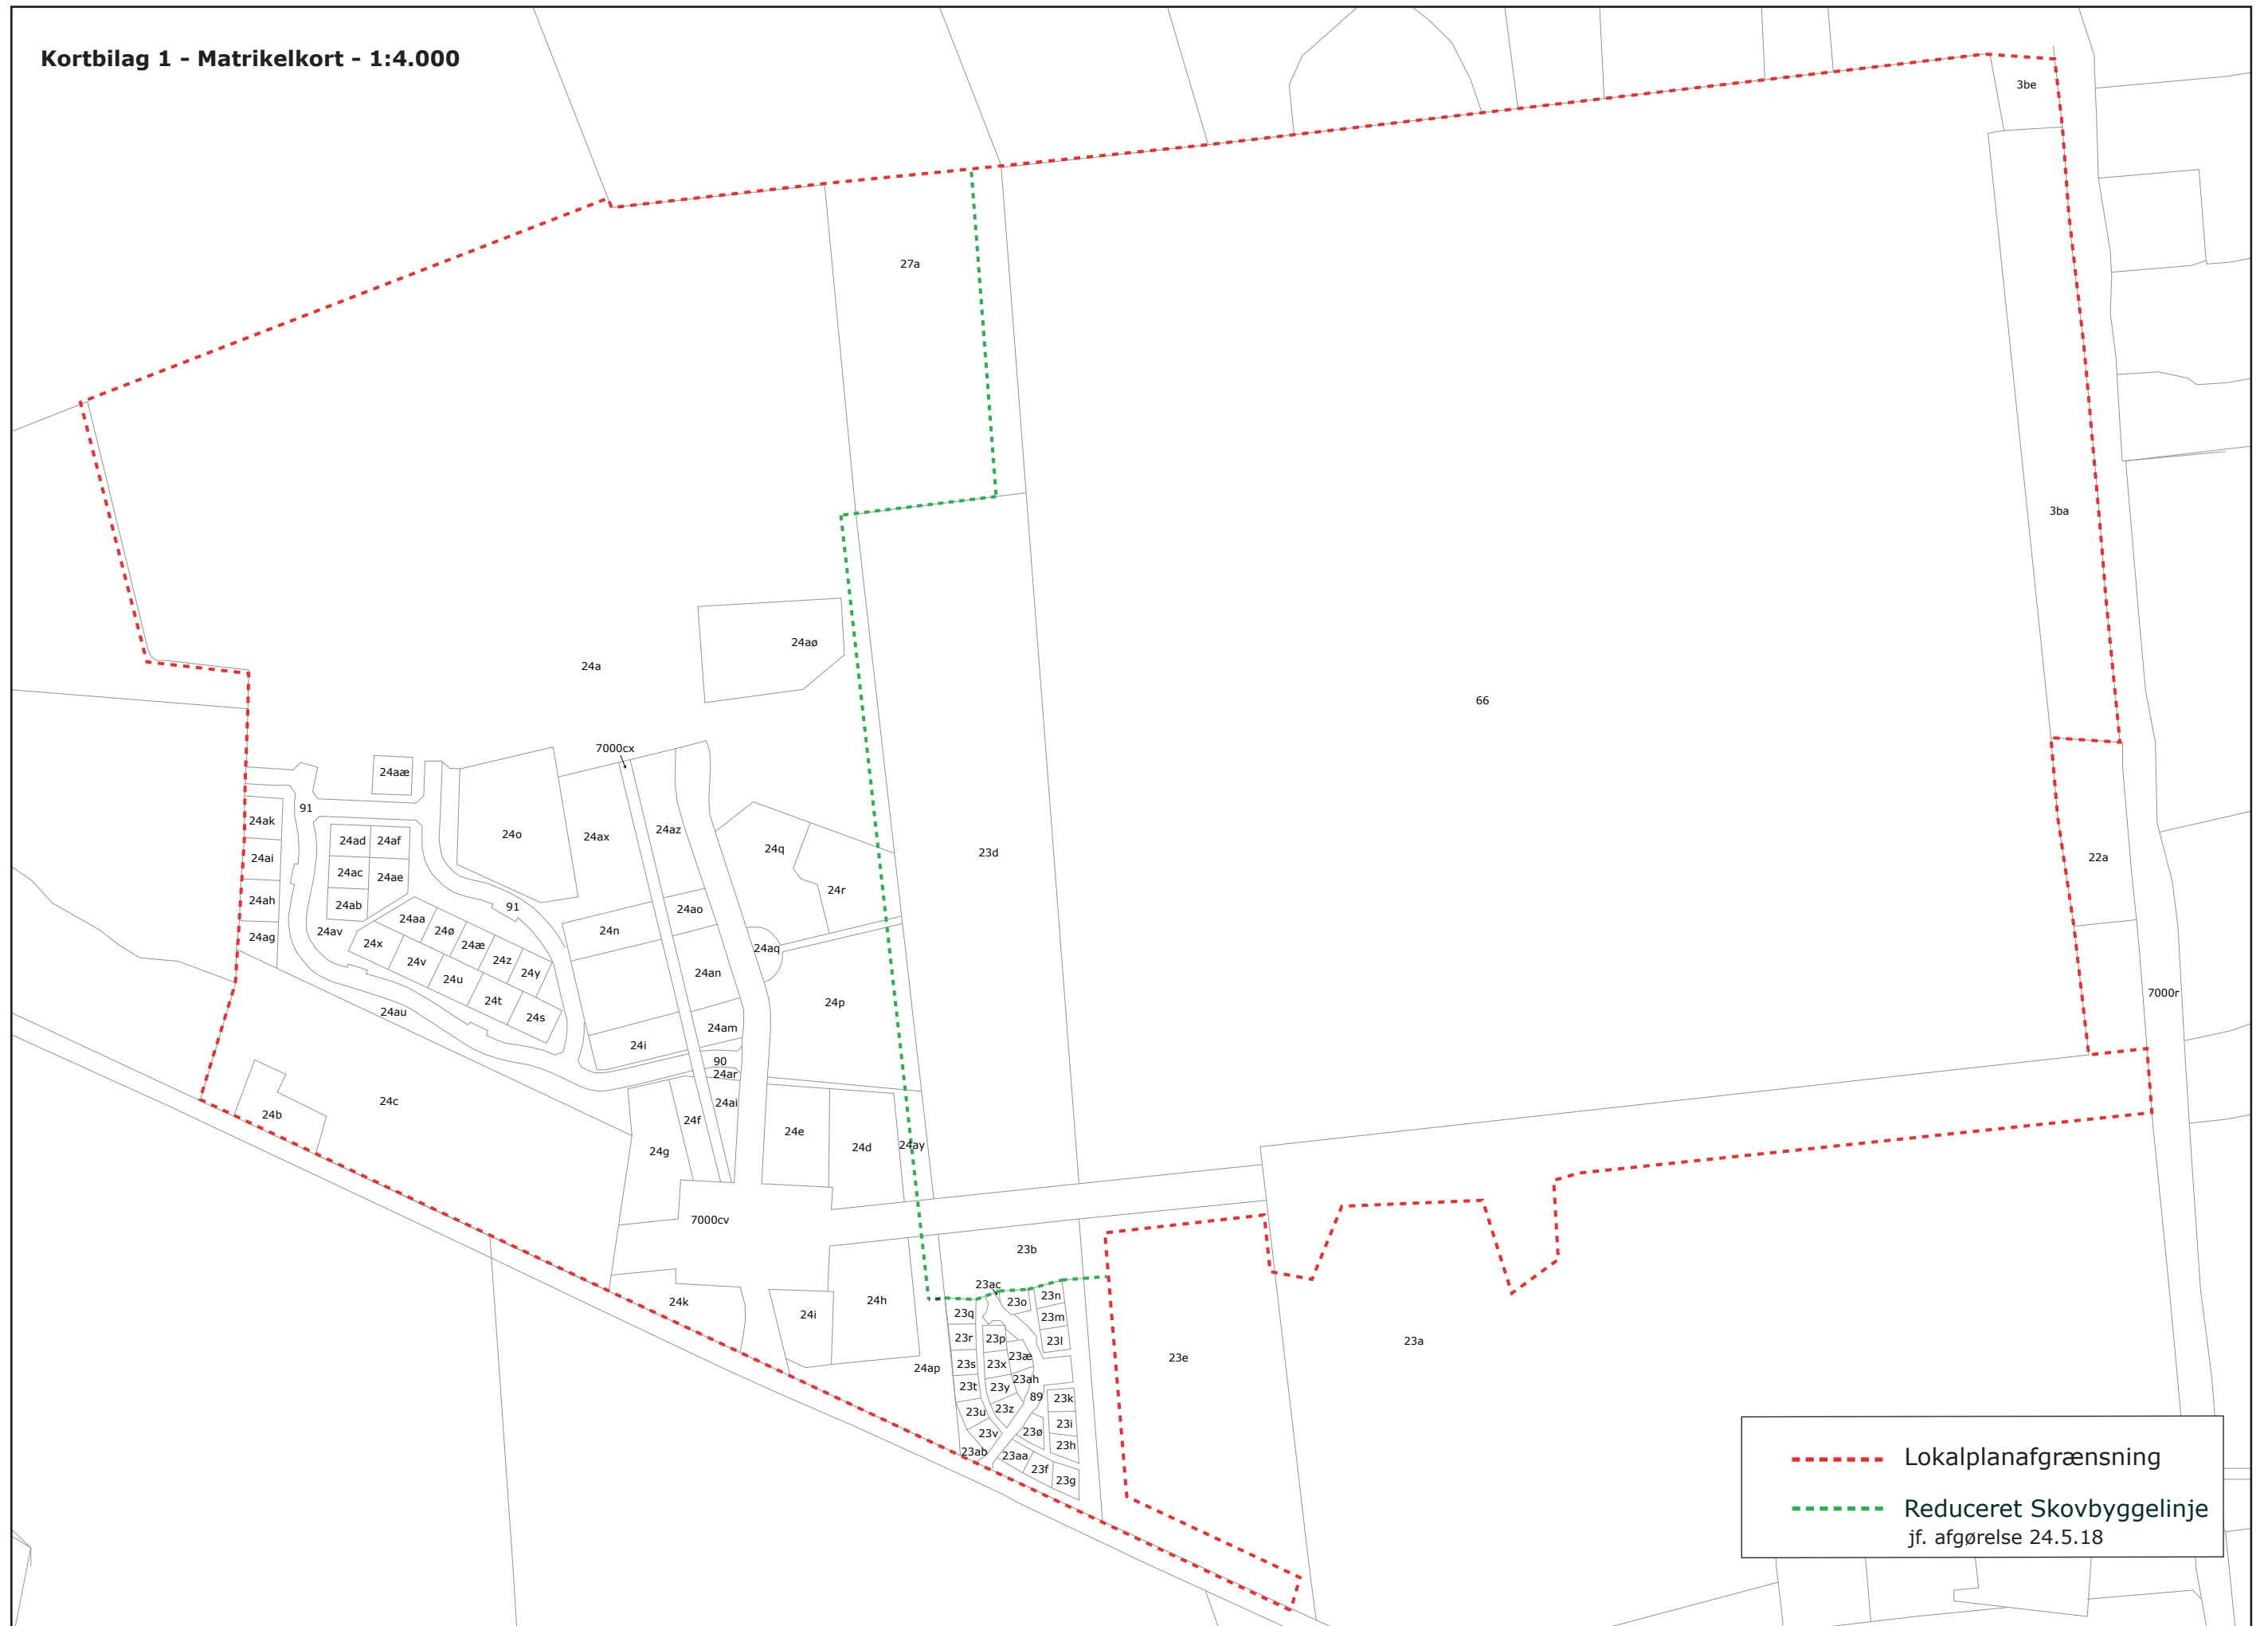 Kortbilag 1 - Matrikelkort - 1:4.000
3be
27a
3ba
24aø
24a
66
7000cx
24aæ
91
24ak
24o
24ax
24az
24ad
24af
24q
23d
24ai
22a
24ac
24ae
24r
24ah
24ab
91
24ao
24aa
24av
24ø
24n
24ag
24x
24æ
24aq
24v
24z
24y
24an
24u
7000r
24t
24p
24au
24s
24am
24i
90
24ar
24c
24ai
24b
24f
24e
24d
24ay
24g
7000cv
23b
23ac
23n
24k
24h
23o
24i
23q
23m
23r
23p
23l
23a
23æ
23e
23s
23x
24ap
23ah
23t
23y
89
23k
23z
23u
23i
23v
23ø
23h
23ab
23aa
23f
23g
Lokalplanafgrænsning
Reduceret Skovbyggelinje
jf. afgørelse 24.5.18